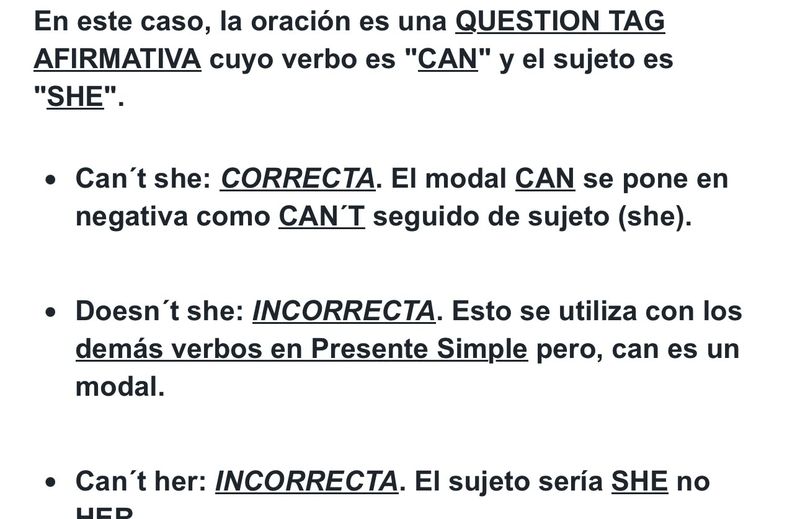 En este caso, la oración es una QUESTION TAG
AFIRMATIVA cuyo verbo es "CAN" y el sujeto es
"SHE".
• Can´t she: CORRECTA. El modal CAN se pone en
negativa como CAN´T seguido de sujeto (she).
• Doesn´t she: INCORRECTA. Esto se utiliza con los
demás verbos en Presente Simple pero, can es un
modal.
• Can´t her: INCORRECTA. El sujeto sería SHE no
HER